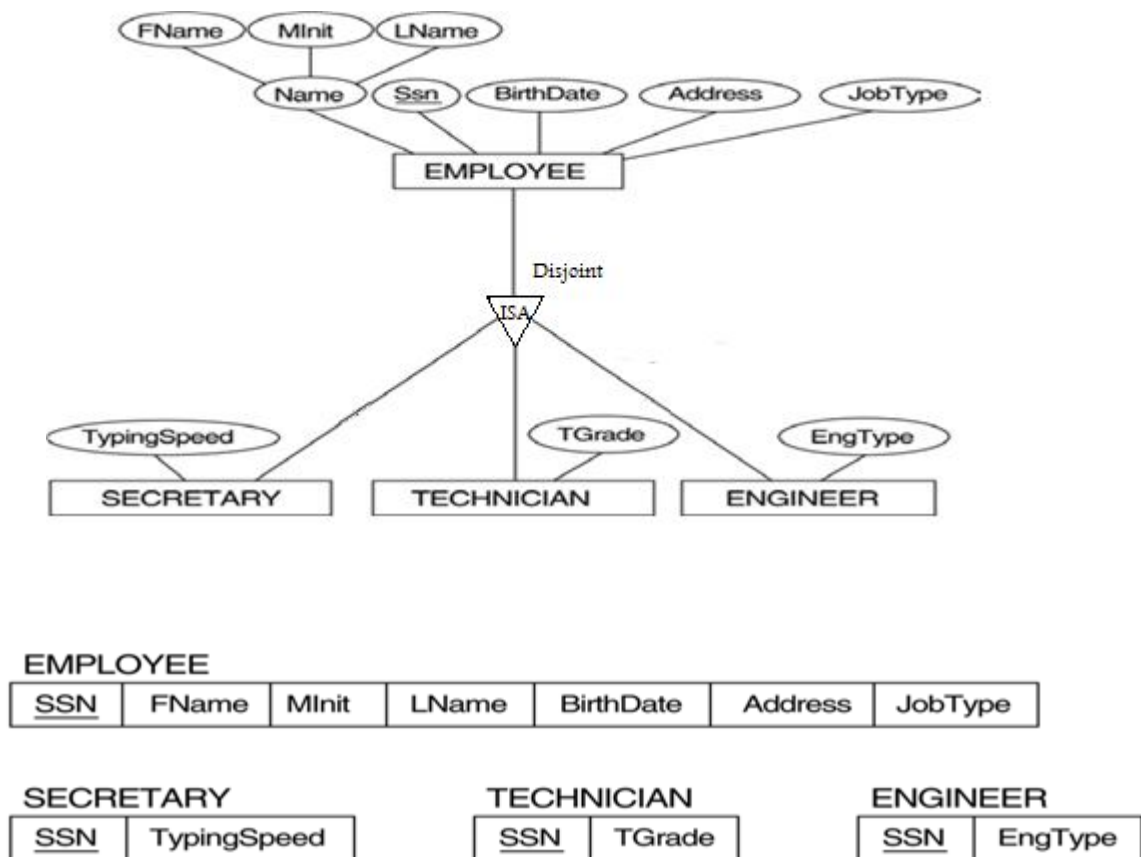 FName MInit LName
Name Ssn BirthDate Address JobType
EMPLOYEE
Disjoint
ISA
TypingSpeed TGrade EngType
SECRETARY TECHNICIAN ENGINEER
EMPLOYEE
SSN FName MInit LName BirthDate Address JobType
SECRETARY TECHNICIAN ENGINEER
SSN TypingSpeed SSN TGrade SSN EngType